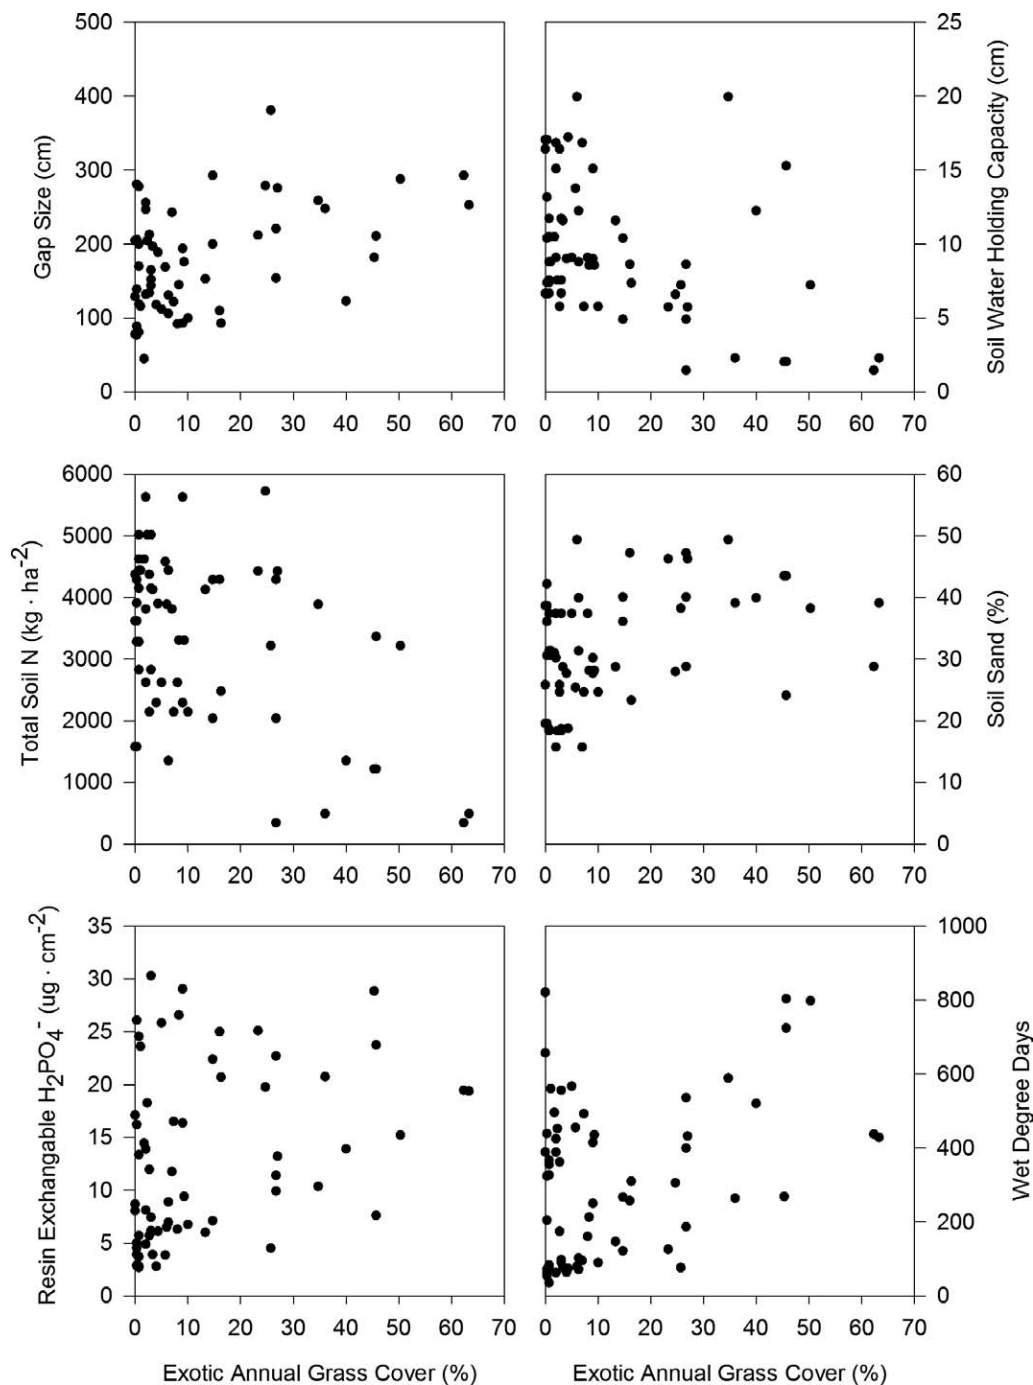 500
400
300
200
100
0
Gap Size (cm)
0 10 20 30 40 50 60 70
25
20
15
10
5
0
Soil Water Holding Capacity (cm)
0 10 20 30 40 50 60 70
6000
5000
4000
3000
2000
1000
0
Total Soil N (kg · ha⁻²)
0 10 20 30 40 50 60 70
60
50
40
30
20
10
0
Soil Sand (%)
0 10 20 30 40 50 60 70
35
30
25
20
15
10
5
0
Resin Exchangable H₂PO₄⁻ (ug · cm⁻²)
0 10 20 30 40 50 60 70
Exotic Annual Grass Cover (%)
1000
800
600
400
200
0
Wet Degree Days
0 10 20 30 40 50 60 70
Exotic Annual Grass Cover (%)